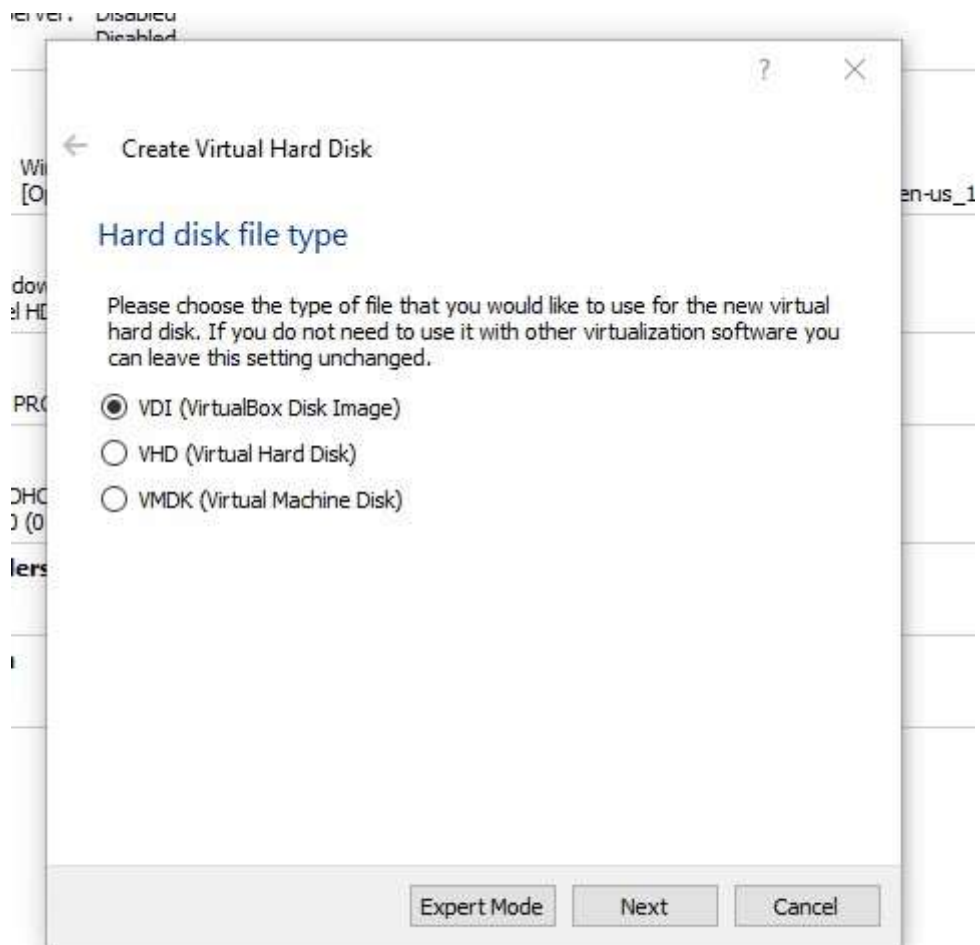 Disabled
Disabled
?
Create Virtual Hard Disk
en-us_1
Hard disk file type
Please choose the type of file that you would like to use for the new virtual
hard disk. If you do not need to use it with other virtualization software you
can leave this setting unchanged.
VDI (VirtualBox Disk Image)
VHD (Virtual Hard Disk)
VMDK (Virtual Machine Disk)
Expert Mode Next Cancel